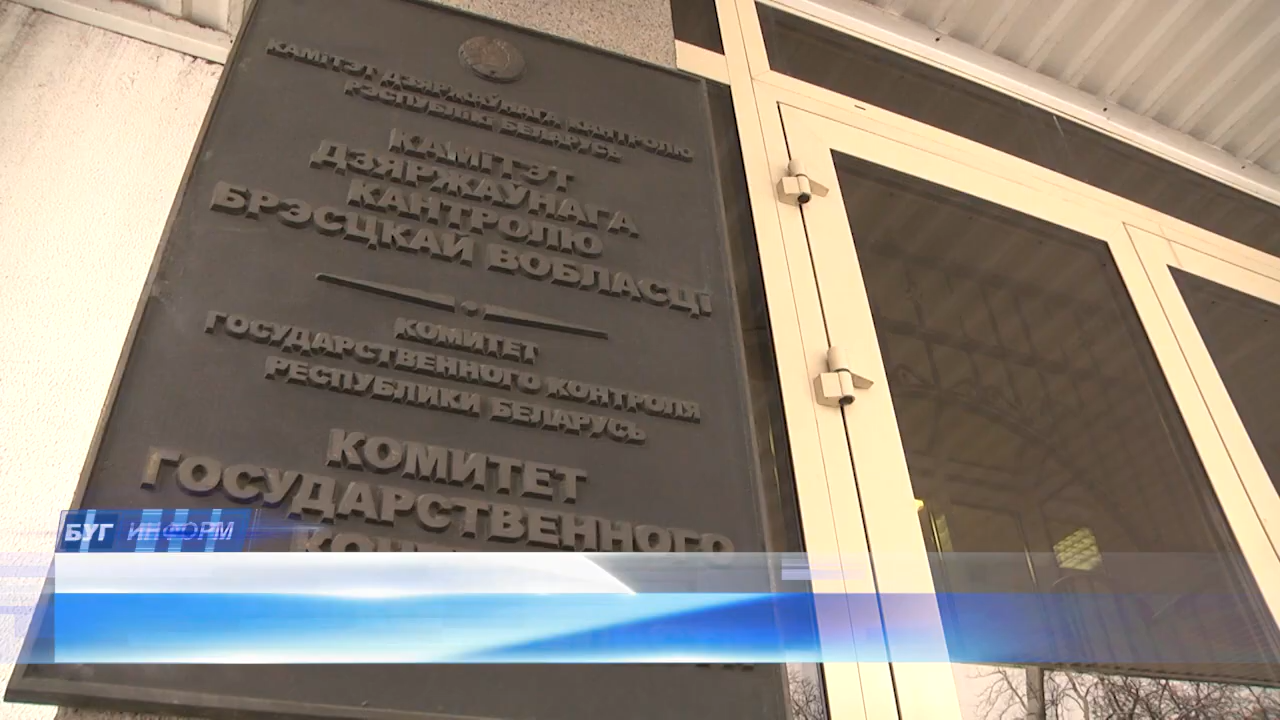 КАМІТЭТ ДЗЯРЖАЎНАГА КАНТРОЛЮ
РЭСПУБЛІКІ БЕЛАРУСЬ
КАМІТЭТ
ДЗЯРЖАЎНАГА
КАНТРОЛЮ
БРЭСЦКАЙ ВОБЛАСЦІ
КОМИТЕТ
ГОСУДАРСТВЕННОГО КОНТРОЛЯ
РЕСПУБЛИКИ БЕЛАРУСЬ
КОМИТЕТ
ГОСУДАРСТВЕННОГО
БУГ ИНФОРМ